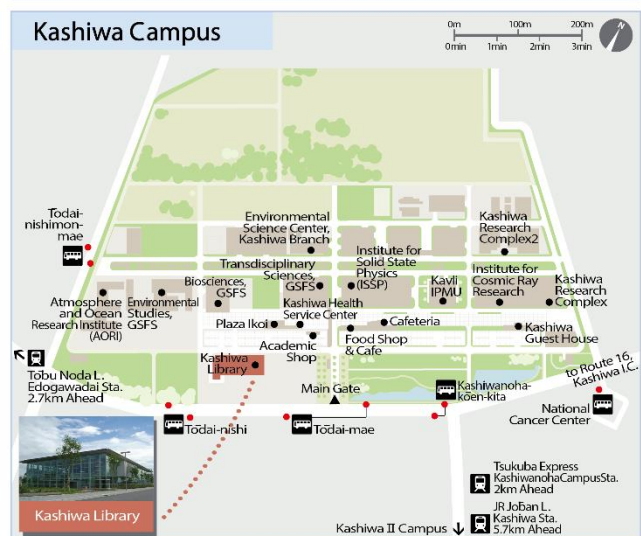 Kashiwa Campus
0m 100m 200m
0min 1min 2min 3min
N
Todai-
nishimon-
mae
Environmental
Science Center,
Kashiwa Branch
Kashiwa
Research
Complex2
Transdisciplinary
Sciences, GSFS
Institute for
Solid State
Physics
(ISSP)
Biosciences,
GSFS
Kavli
IPMU
Institute for
Cosmic Ray
Research
Kashiwa
Research
Complex
Atmosphere
and Ocean
Research Institute
(AORI)
Environmental
Studies,
GSFS
Kashiwa Health
Service Center
Plaza Ikoi
Cafeteria
Academic
Shop
Food Shop
& Cafe
Kashiwa
Guest House
Kashiwa
Library
Main Gate
Kashiwanoha-
kōen-kita
to Route 16,
Kashiwa I.C.
Tōbu Noda L.
Edogawadai Sta.
2.7km Ahead
Tōdai-nishi
Tōdai-mae
National
Cancer Center
Tsukuba Express
KashiwanohaCampusSta.
2km Ahead
JR Jōban L.
Kashiwa Sta.
5.7km Ahead
Kashiwa II Campus
Kashiwa Library